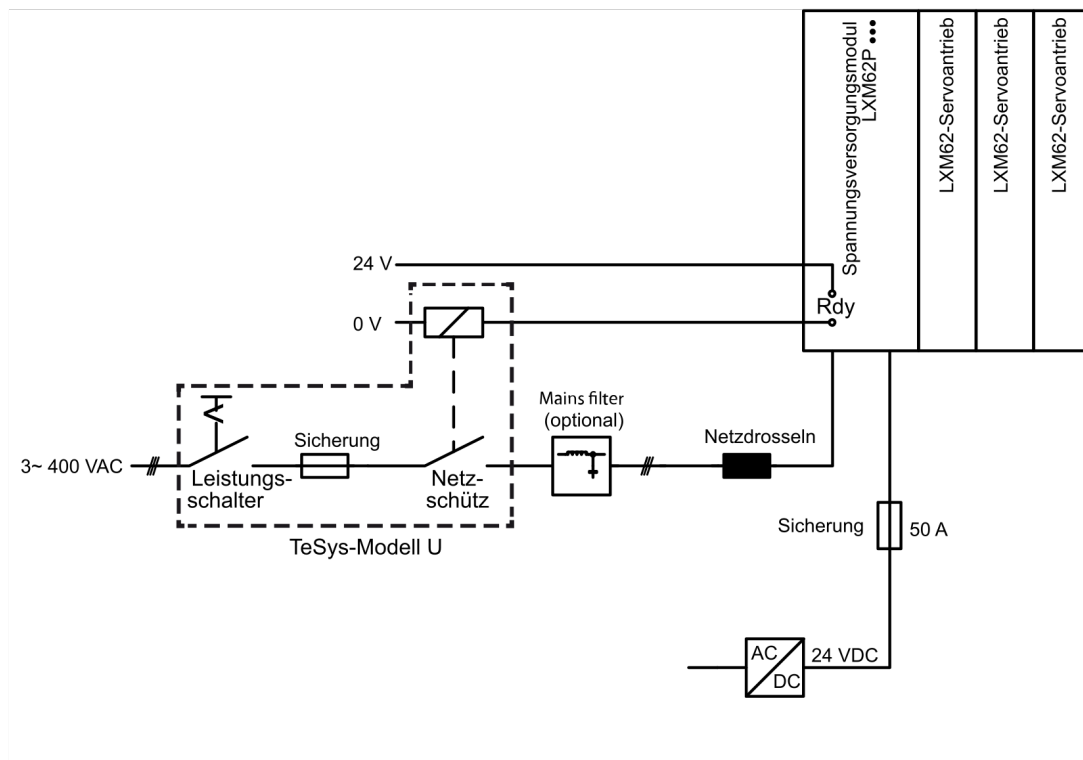 Spannungsversorgungsmodul
LXM62P •••
LXM62-Servoantrieb
LXM62-Servoantrieb
LXM62-Servoantrieb
24 V
Rdy
0 V
Mains filter
(optional)
Netzdrosseln
Sicherung
3~ 400 VAC
Leistungs-
schalter
Netz-
schütz
TeSys-Modell U
Sicherung
50 A
AC
DC
24 VDC